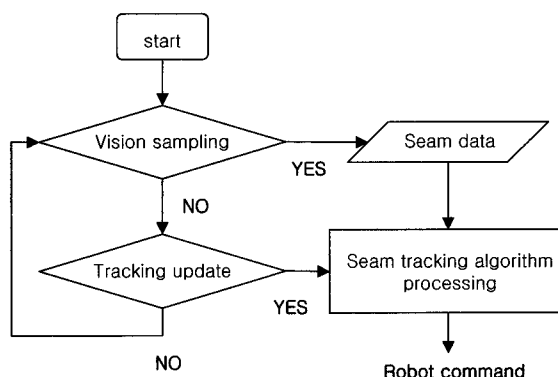 start
Vision sampling
YES
Seam data
NO
Tracking update
YES
Seam tracking algorithm
processing
NO
Robot command